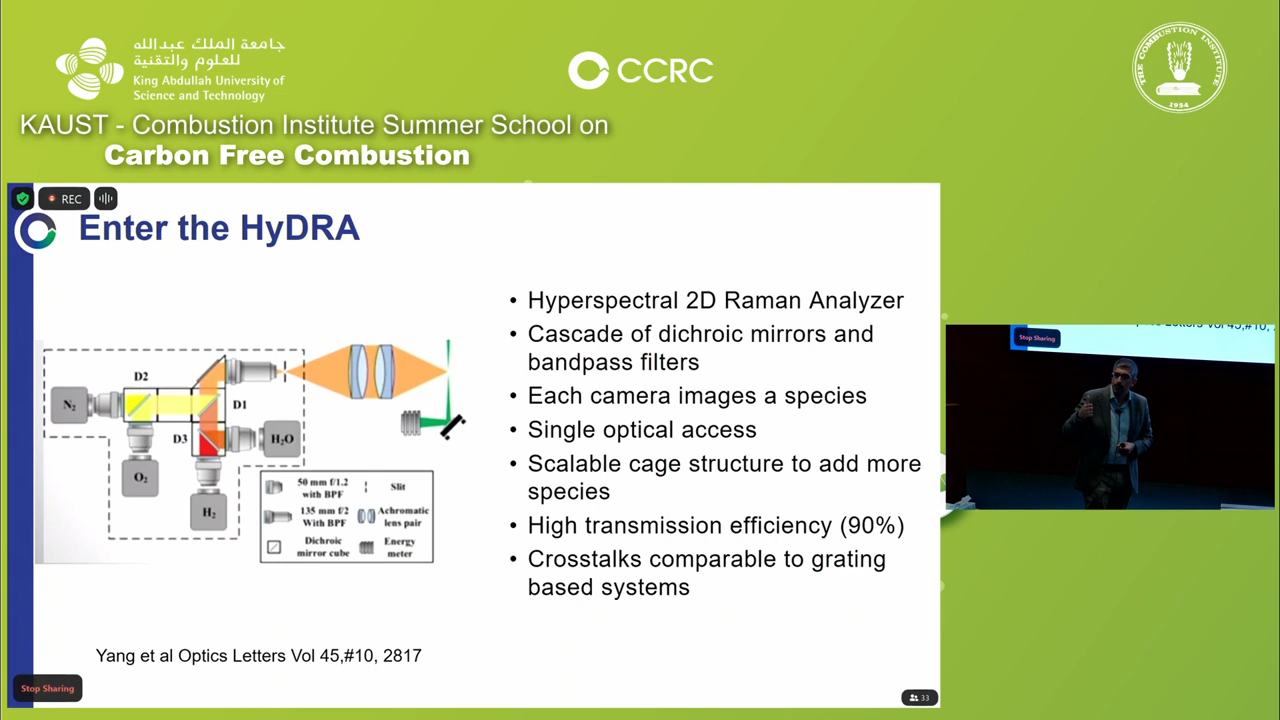 جامعة الملك عبدالله
للعلوم والتقنية
King Abdullah University of
Science and Technology
CCRC
THE COMBUSTION INSTITUTE
1954
KAUST - Combustion Institute Summer School on
Carbon Free Combustion
REC
Enter the HyDRA
• Hyperspectral 2D Raman Analyzer
• Cascade of dichroic mirrors and
bandpass filters
• Each camera images a species
• Single optical access
• Scalable cage structure to add more
species
• High transmission efficiency (90%)
• Crosstalks comparable to grating
based systems
D2
N₂
D1
D3
H₂O
O₂
H₂
50 mm f/1.2
with BPF
Slit
135 mm f/2
With BPF
Achromatic
lens pair
Dichroic
mirror cube
Energy
meter
Yang et al Optics Letters Vol 45,#10, 2817
Stop Sharing
33
Stop Sharing
Letters Vol 45,#10,